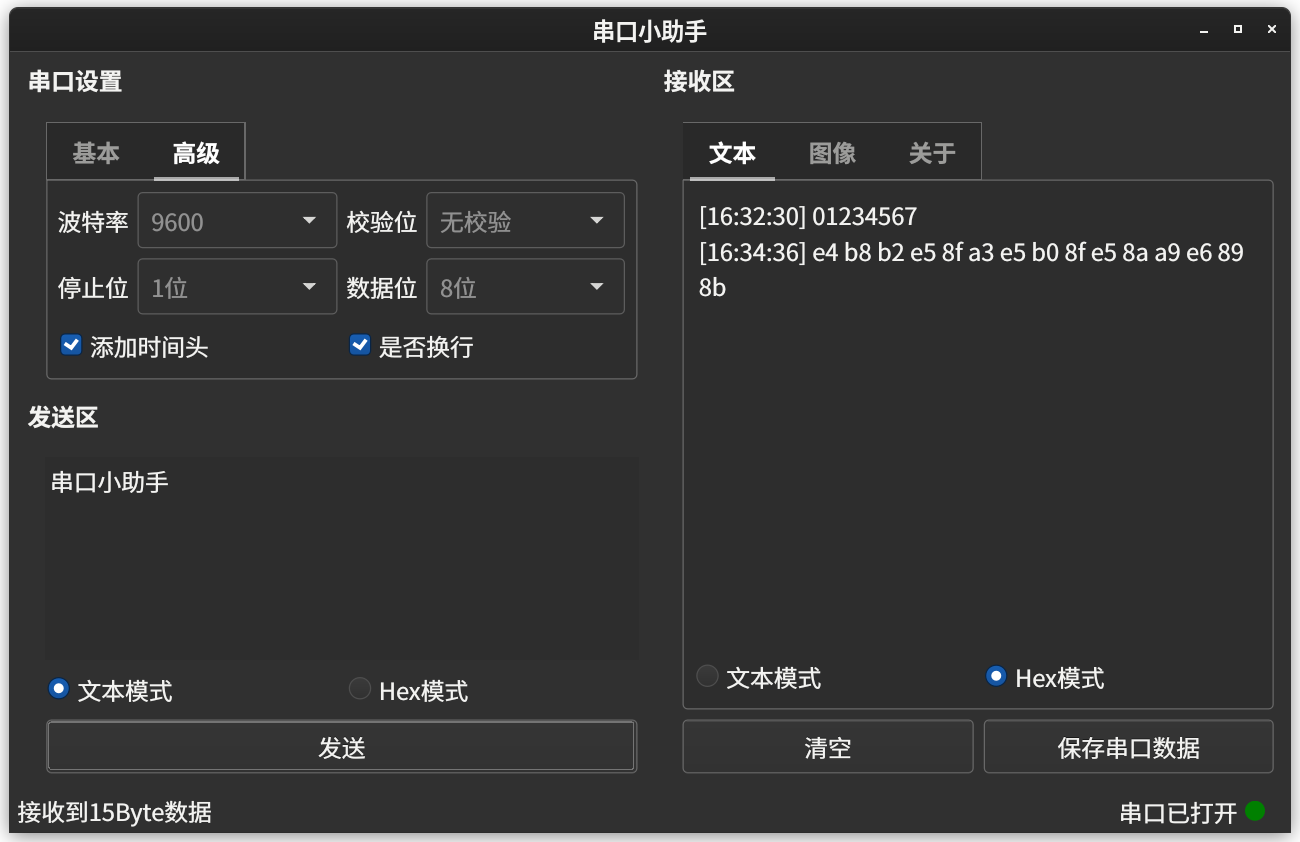 串口小助手
串口设置
基本 高级
波特率 9600 校验位 无校验
停止位 1位 数据位 8位
添加时间头 是否换行
发送区
串口小助手
文本模式 Hex模式
发送
接收到15Byte数据
接收区
文本 图像 关于
[16:32:30] 01234567
[16:34:36] e4 b8 b2 e5 8f a3 e5 b0 8f e5 8a a9 e6 89
8b
文本模式 Hex模式
清空 保存串口数据
串口已打开